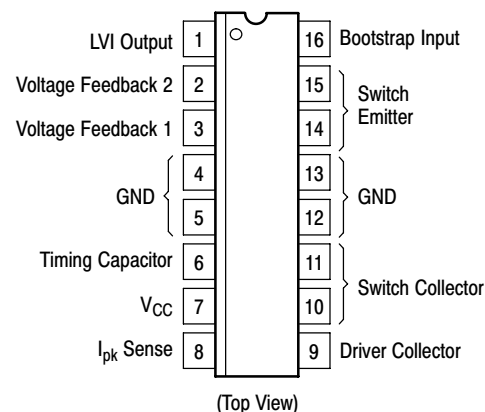 LVI Output 1 16 Bootstrap Input
Voltage Feedback 2 2 15 Switch
Emitter
Voltage Feedback 1 3 14
4 13
GND GND
5 12
Timing Capacitor 6 11
Switch Collector
VCC 7 10
Ipk Sense 8 9 Driver Collector
(Top View)